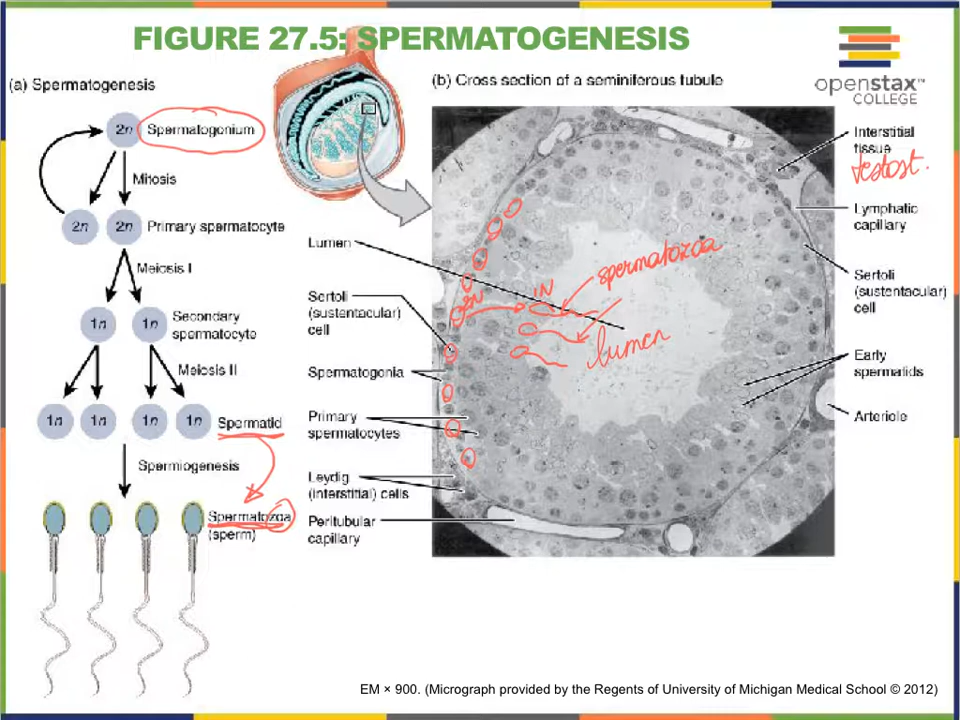 FIGURE 27.5: SPERMATOGENESIS
openstax™
COLLEGE
(a) Spermatogenesis
2n
Spermatogonium
Mitosis
2n
2n
Primary spermatocyte
Meiosis I
1n
1n
Secondary
spermatocyte
Meiosis II
1n
1n
1n
1n
Spermatid
Spermiogenesis
Spermatozoa
(sperm)
(b) Cross section of a seminiferous tubule
Lumen
Sertoli
(sustentacular)
cell
Spermatogonia
Primary
spermatocytes
Leydig
(interstitial) cells
Peritubular
capillary
2N
1N
spermatozoa
lumen
Interstitial
tissue
testost.
Lymphatic
capillary
Sertoli
(sustentacular)
cell
Early
spermatids
Arteriole
EM × 900. (Micrograph provided by the Regents of University of Michigan Medical School © 2012)